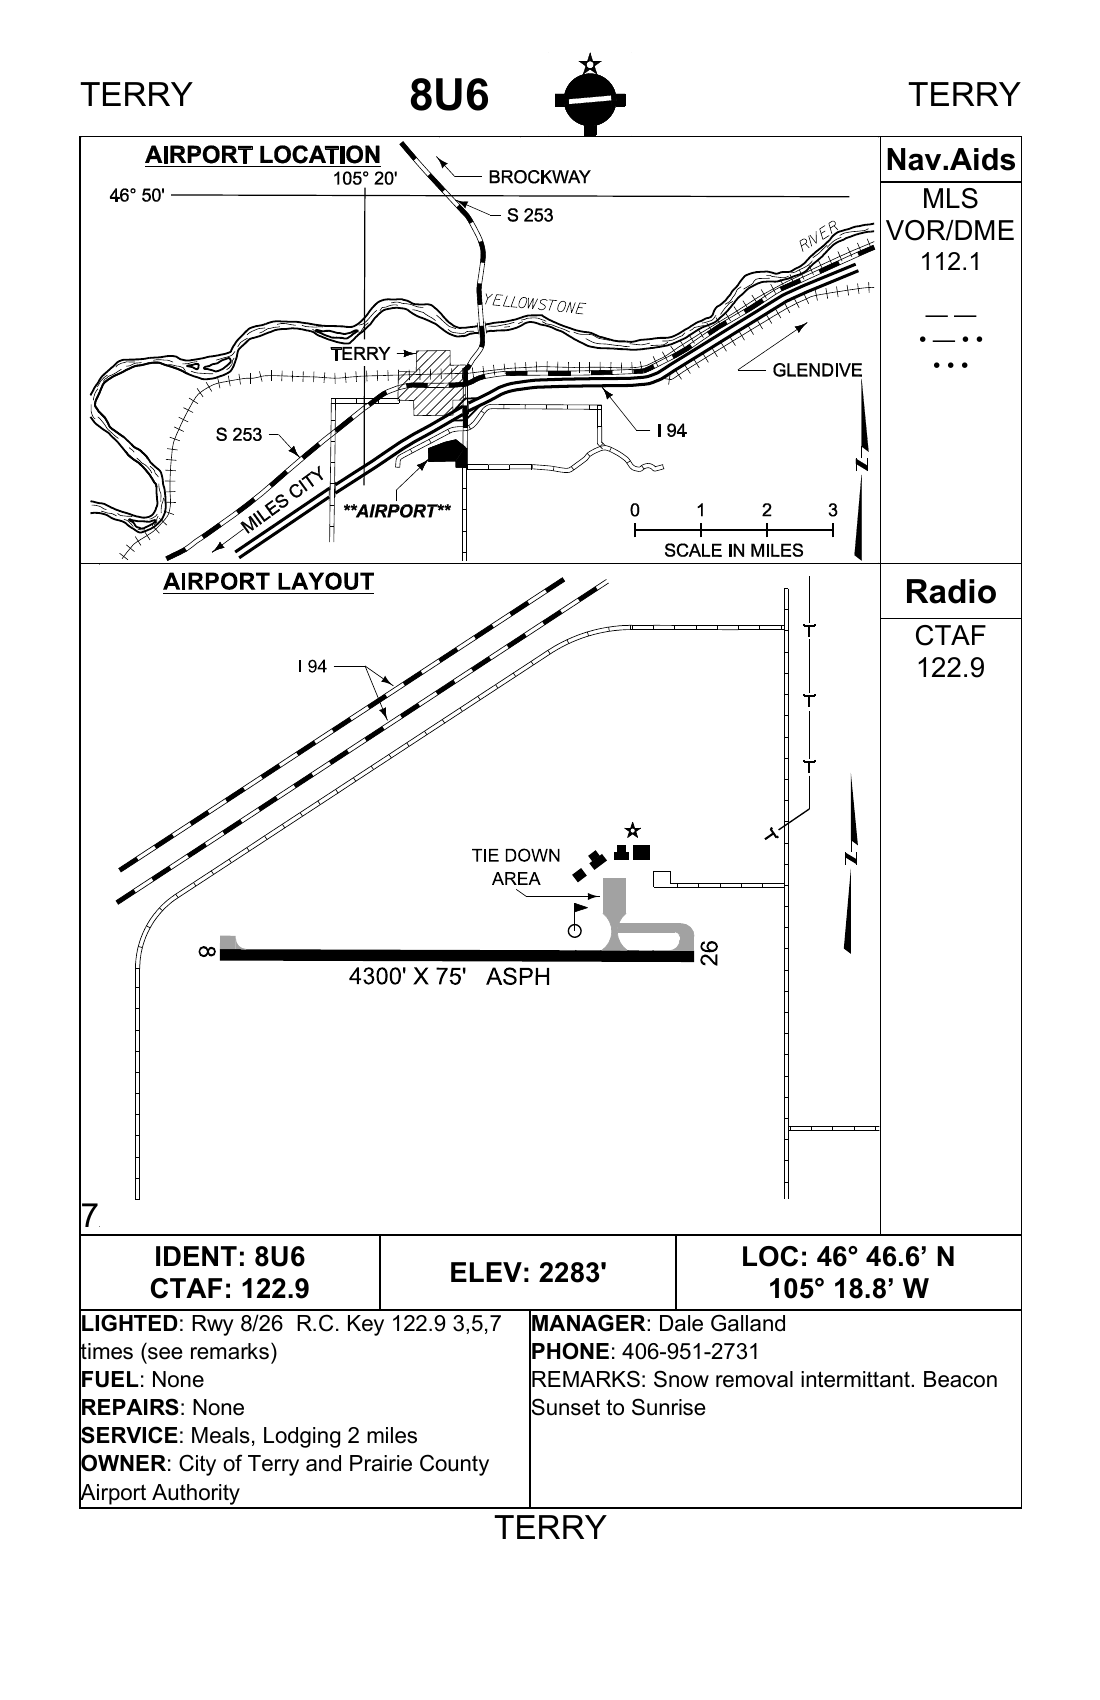 TERRY 8U6 TERRY
AIRPORT LOCATION
105° 20'
46° 50'
BROCKWAY
S 253
RIVER
YELLOWSTONE
TERRY
GLENDIVE
S 253
I 94
MILES CITY
**AIRPORT**
N
0 1 2 3
SCALE IN MILES
Nav.Aids
MLS
VOR/DME
112.1
— —
• — • •
• • •
AIRPORT LAYOUT
I 94
TIE DOWN
AREA
N
8
26
4300' X 75' ASPH
7
Radio
CTAF
122.9
IDENT: 8U6
CTAF: 122.9
ELEV: 2283'
LOC: 46° 46.6’ N
105° 18.8’ W
LIGHTED: Rwy 8/26 R.C. Key 122.9 3,5,7
times (see remarks)
FUEL: None
REPAIRS: None
SERVICE: Meals, Lodging 2 miles
OWNER: City of Terry and Prairie County
Airport Authority
MANAGER: Dale Galland
PHONE: 406-951-2731
REMARKS: Snow removal intermittant. Beacon
Sunset to Sunrise
TERRY